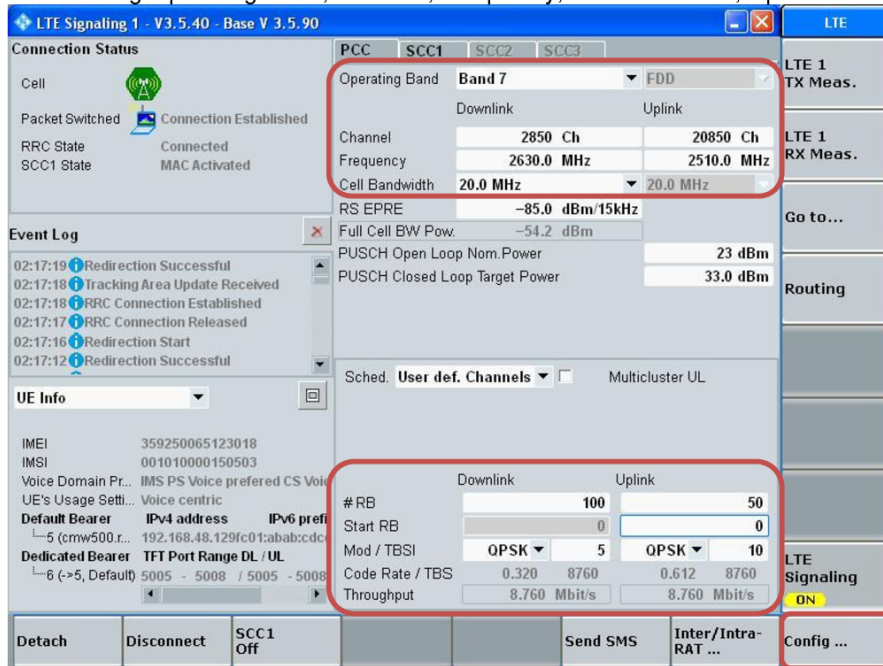 LTE Signaling 1 - V3.5.40 - Base V 3.5.90
LTE
Connection Status
Cell
Packet Switched Connection Established
RRC State Connected
SCC1 State MAC Activated
Event Log
02:17:19 Redirection Successful
02:17:18 Tracking Area Update Received
02:17:18 RRC Connection Established
02:17:17 RRC Connection Released
02:17:16 Redirection Start
02:17:12 Redirection Successful
UE Info
IMEI 359250065123018
IMSI 001010000150503
Voice Domain Pr... IMS PS Voice prefered CS Voic
UE's Usage Setti... Voice centric
Default Bearer IPv4 address IPv6 prefi
5 (cmw500.r... 192.168.48.129 fc01:abab:cdc
Dedicated Bearer TFT Port Range DL / UL
6 (->5, Default) 5005 - 5008 / 5005 - 5008
PCC SCC1 SCC2 SCC3
Operating Band Band 7 FDD
Downlink Uplink
Channel 2850 Ch 20850 Ch
Frequency 2630.0 MHz 2510.0 MHz
Cell Bandwidth 20.0 MHz 20.0 MHz
RS EPRE -85.0 dBm/15kHz
Full Cell BW Pow. -54.2 dBm
PUSCH Open Loop Nom.Power 23 dBm
PUSCH Closed Loop Target Power 33.0 dBm
Sched. User def. Channels Multicluster UL
Downlink Uplink
# RB 100 50
Start RB 0 0
Mod / TBSI QPSK 5 QPSK 10
Code Rate / TBS 0.320 8760 0.612 8760
Throughput 8.760 Mbit/s 8.760 Mbit/s
LTE 1
TX Meas.
LTE 1
RX Meas.
Go to...
Routing
LTE
Signaling
ON
Detach
Disconnect
SCC1
Off
Send SMS
Inter/Intra-
RAT ...
Config ...